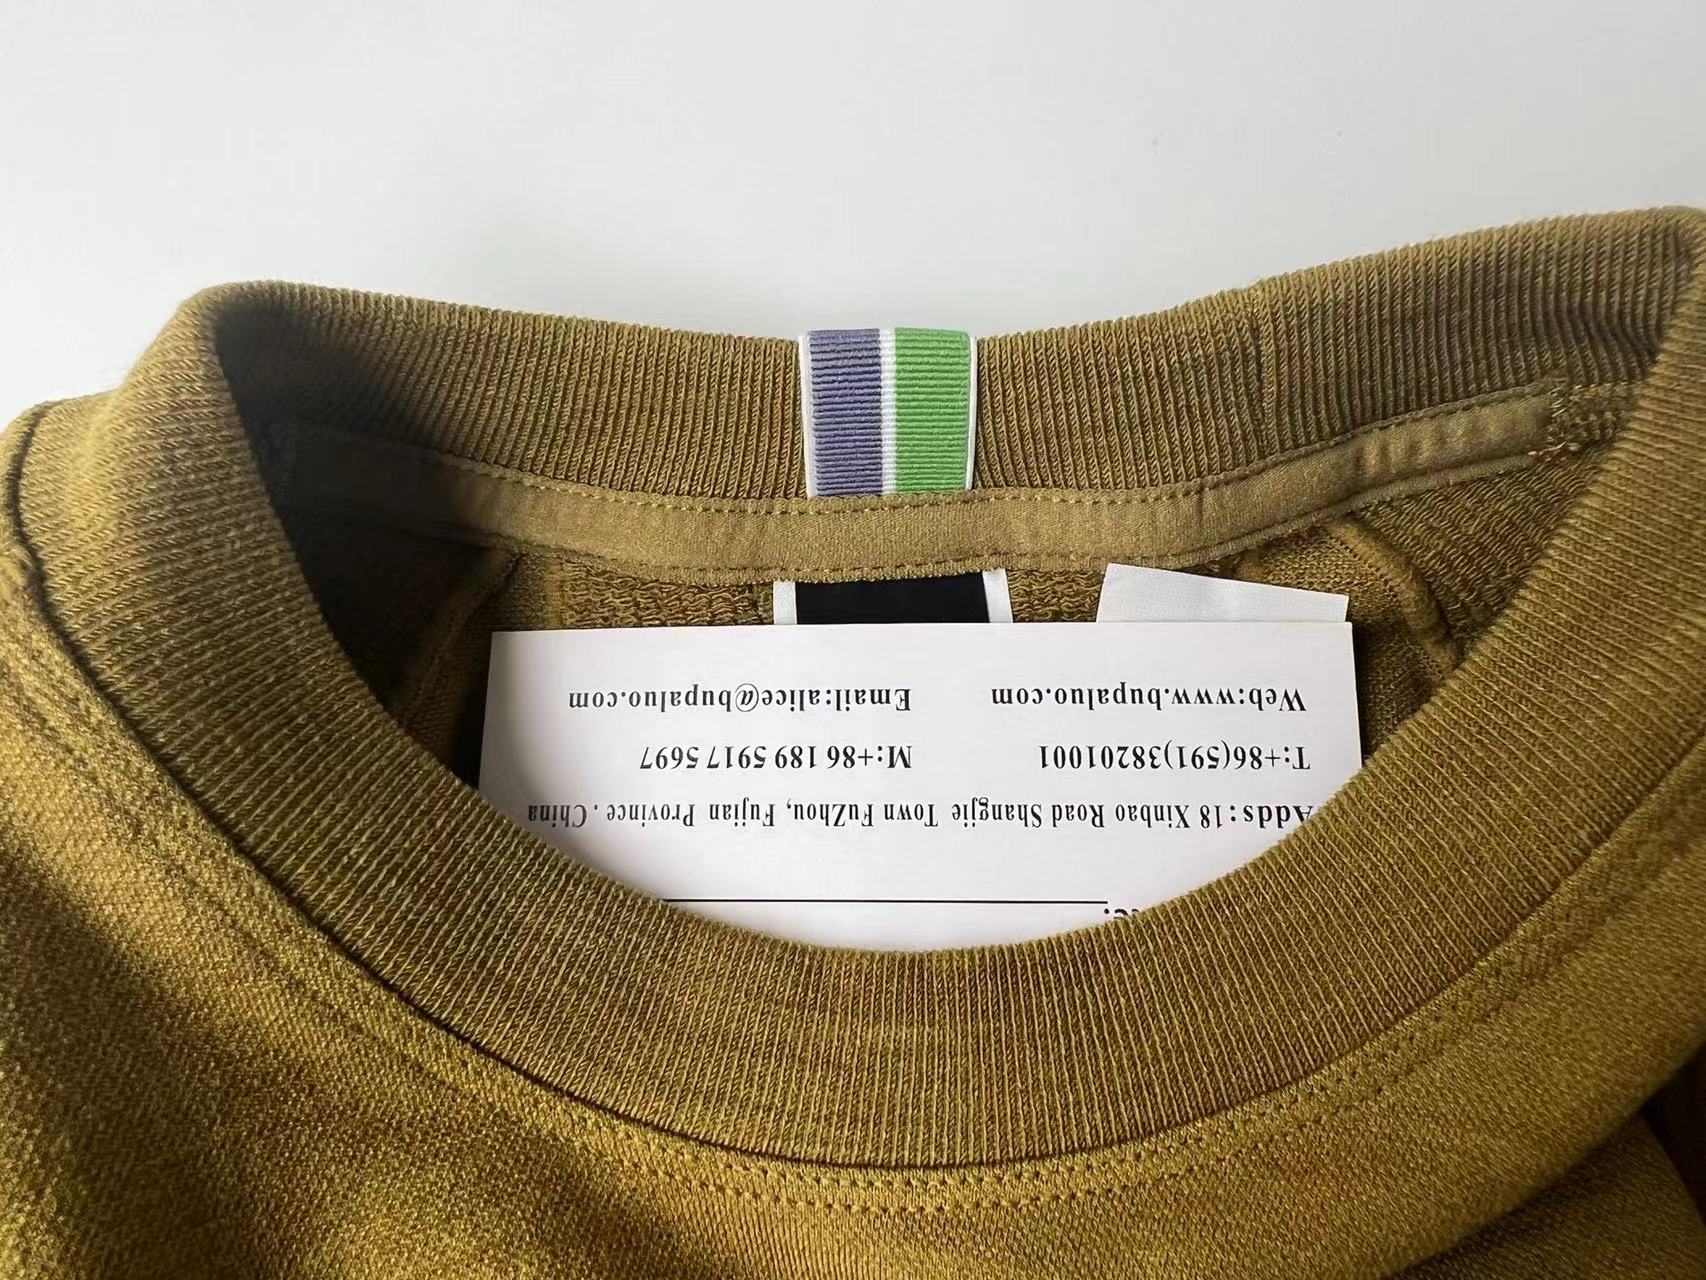 Adds:18 Xinbao Road Shangjie Town FuZhou, Fujian Province . China
T:+86(591)38201001 M:+86 189 5917 5697
Web:www.bupaluo.com Email:alice@bupaluo.com